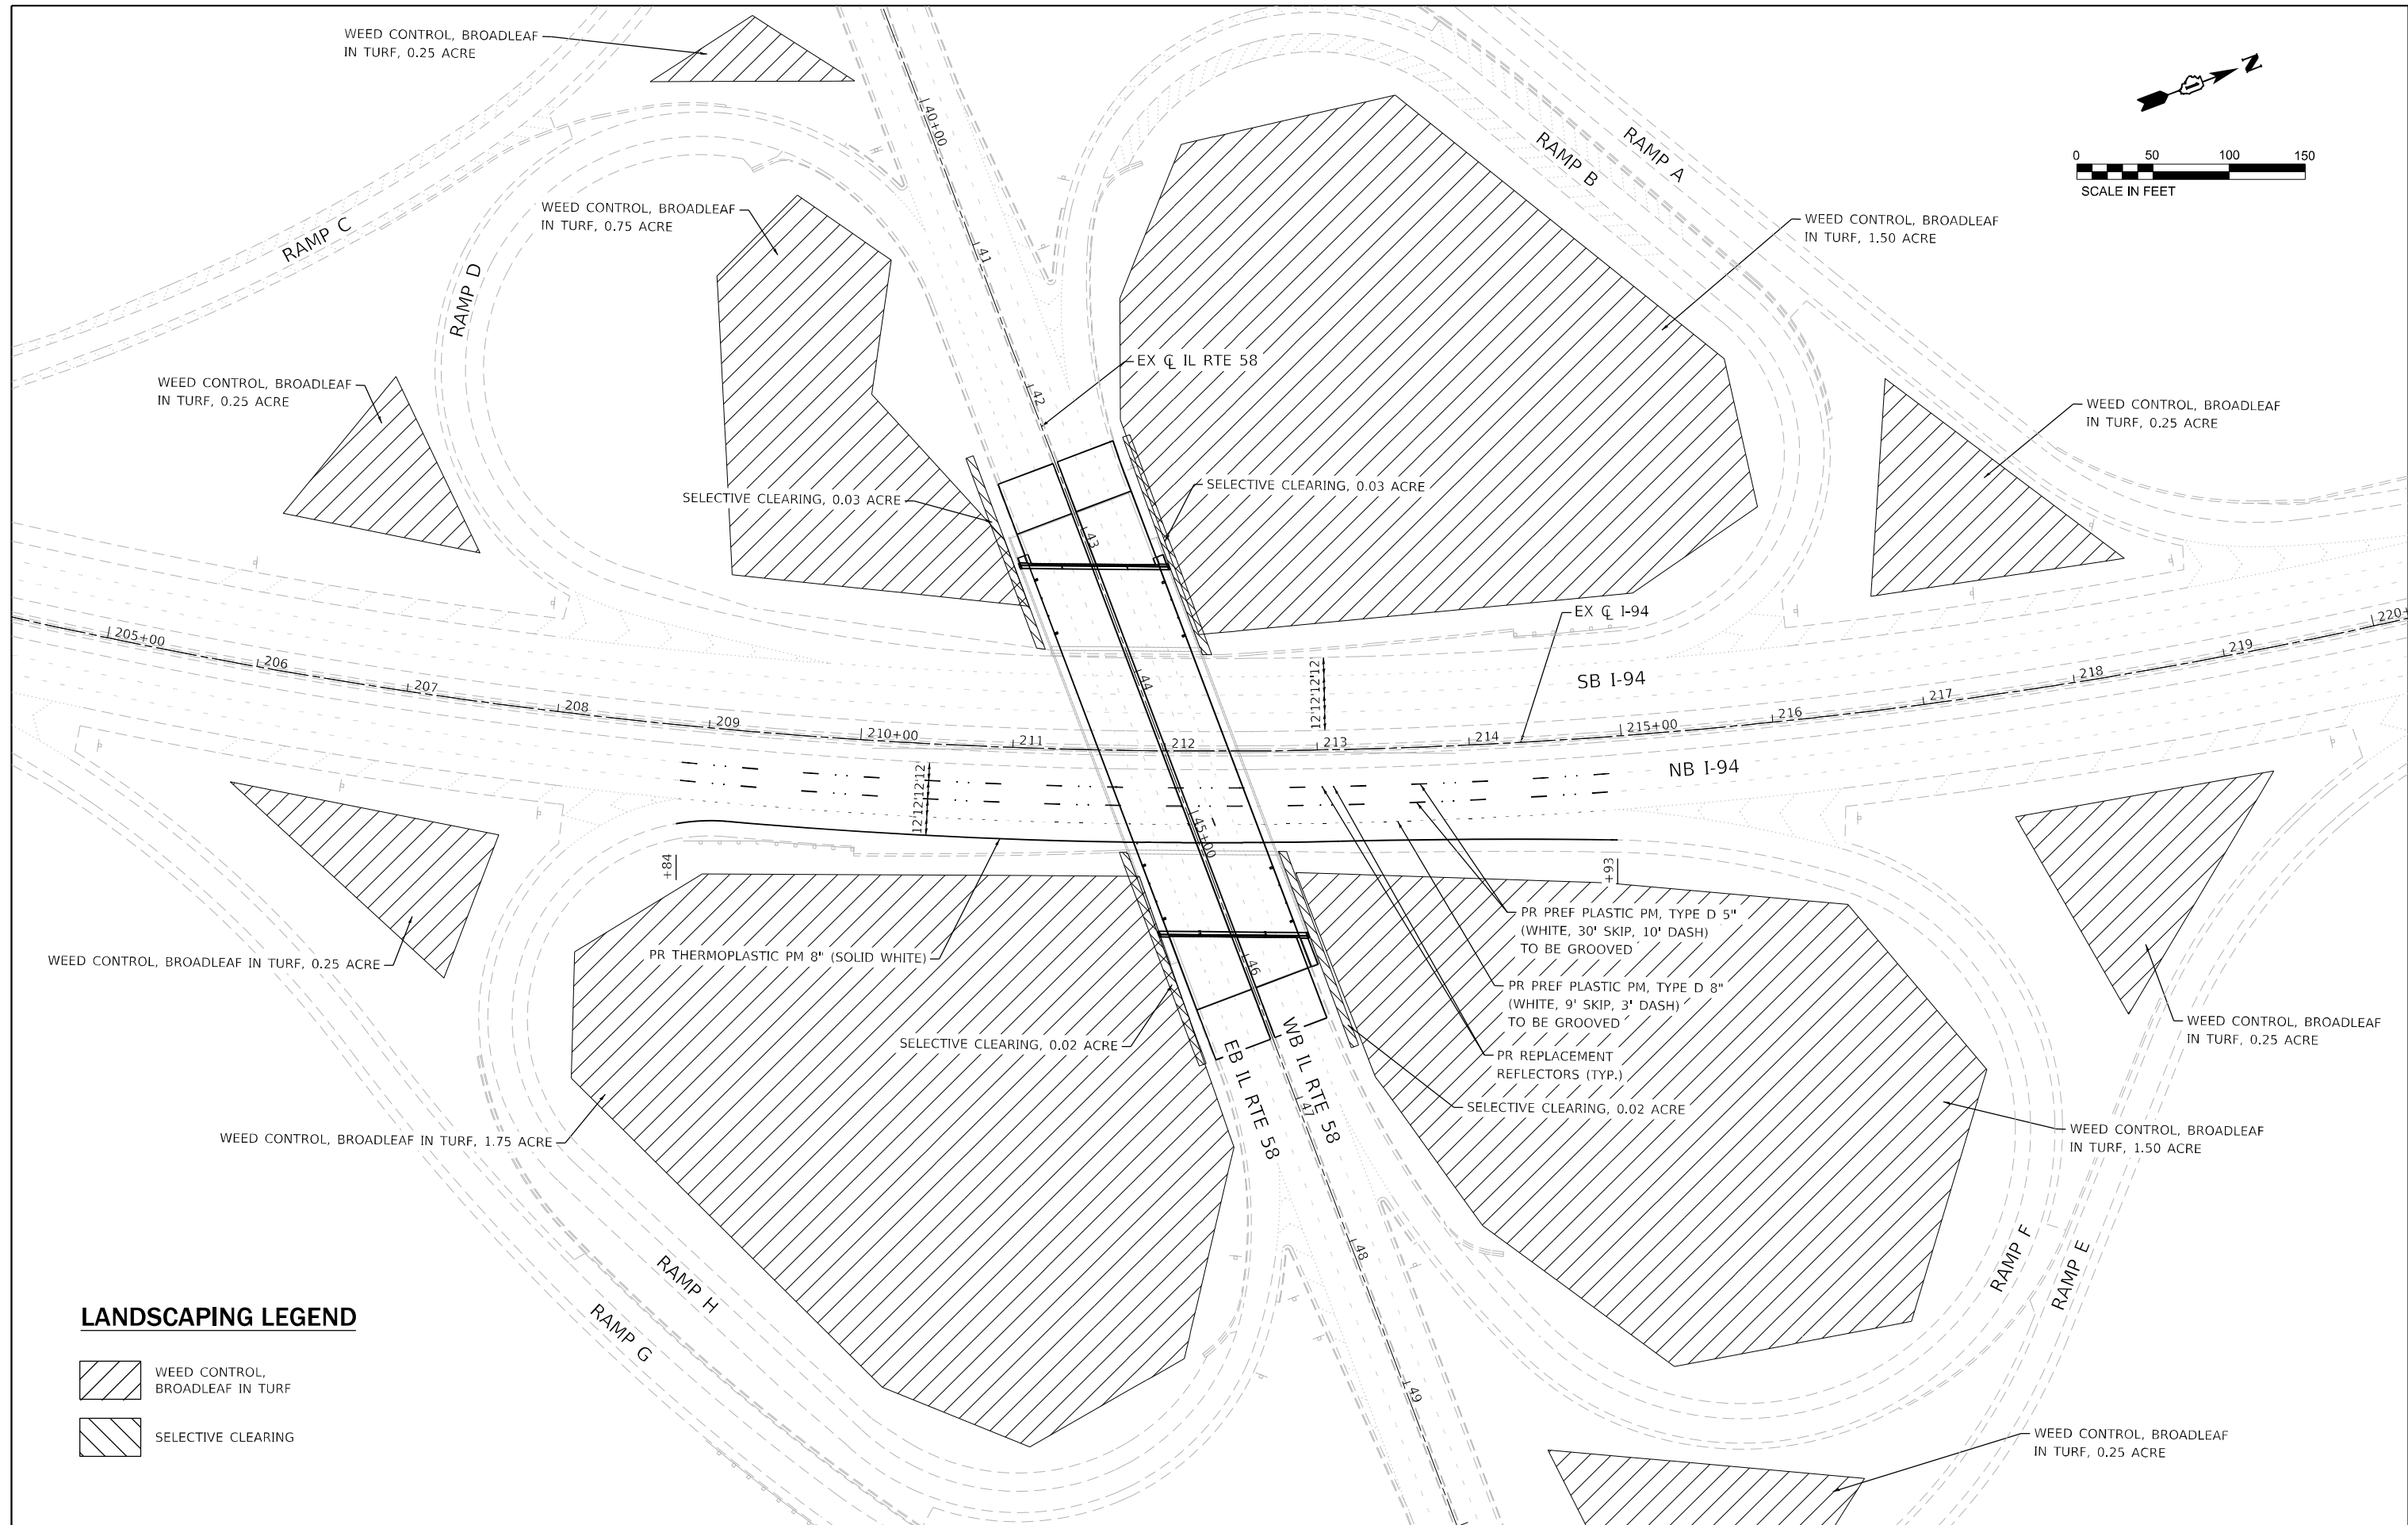 WEED CONTROL, BROADLEAF
IN TURF, 0.25 ACRE
N
40+00
RAMP A
RAMP B
0 50 100 150
SCALE IN FEET
WEED CONTROL, BROADLEAF
IN TURF, 0.75 ACRE
RAMP C
RAMP D
41
WEED CONTROL, BROADLEAF
IN TURF, 1.50 ACRE
EX ℄ IL RTE 58
42
WEED CONTROL, BROADLEAF
IN TURF, 0.25 ACRE
WEED CONTROL, BROADLEAF
IN TURF, 0.25 ACRE
SELECTIVE CLEARING, 0.03 ACRE
SELECTIVE CLEARING, 0.03 ACRE
43
EX ℄ I-94
205+00
206
207
208
209
210+00
211
212
213
214
215+00
216
217
218
219
220+
44
12'12'12'12'
SB I-94
NB I-94
12'12'12'12'
45+00
+84
+93
PR THERMOPLASTIC PM 8" (SOLID WHITE)
PR PREF PLASTIC PM, TYPE D 5"
(WHITE, 30' SKIP, 10' DASH)
TO BE GROOVED
WEED CONTROL, BROADLEAF IN TURF, 0.25 ACRE
46
PR PREF PLASTIC PM, TYPE D 8"
(WHITE, 9' SKIP, 3' DASH)
TO BE GROOVED
WEED CONTROL, BROADLEAF
IN TURF, 0.25 ACRE
SELECTIVE CLEARING, 0.02 ACRE
PR REPLACEMENT
REFLECTORS (TYP.)
EB IL RTE 58
WB IL RTE 58
47
SELECTIVE CLEARING, 0.02 ACRE
WEED CONTROL, BROADLEAF IN TURF, 1.75 ACRE
WEED CONTROL, BROADLEAF
IN TURF, 1.50 ACRE
48
RAMP H
RAMP G
RAMP F
RAMP E
49
LANDSCAPING LEGEND
WEED CONTROL,
BROADLEAF IN TURF
SELECTIVE CLEARING
WEED CONTROL, BROADLEAF
IN TURF, 0.25 ACRE